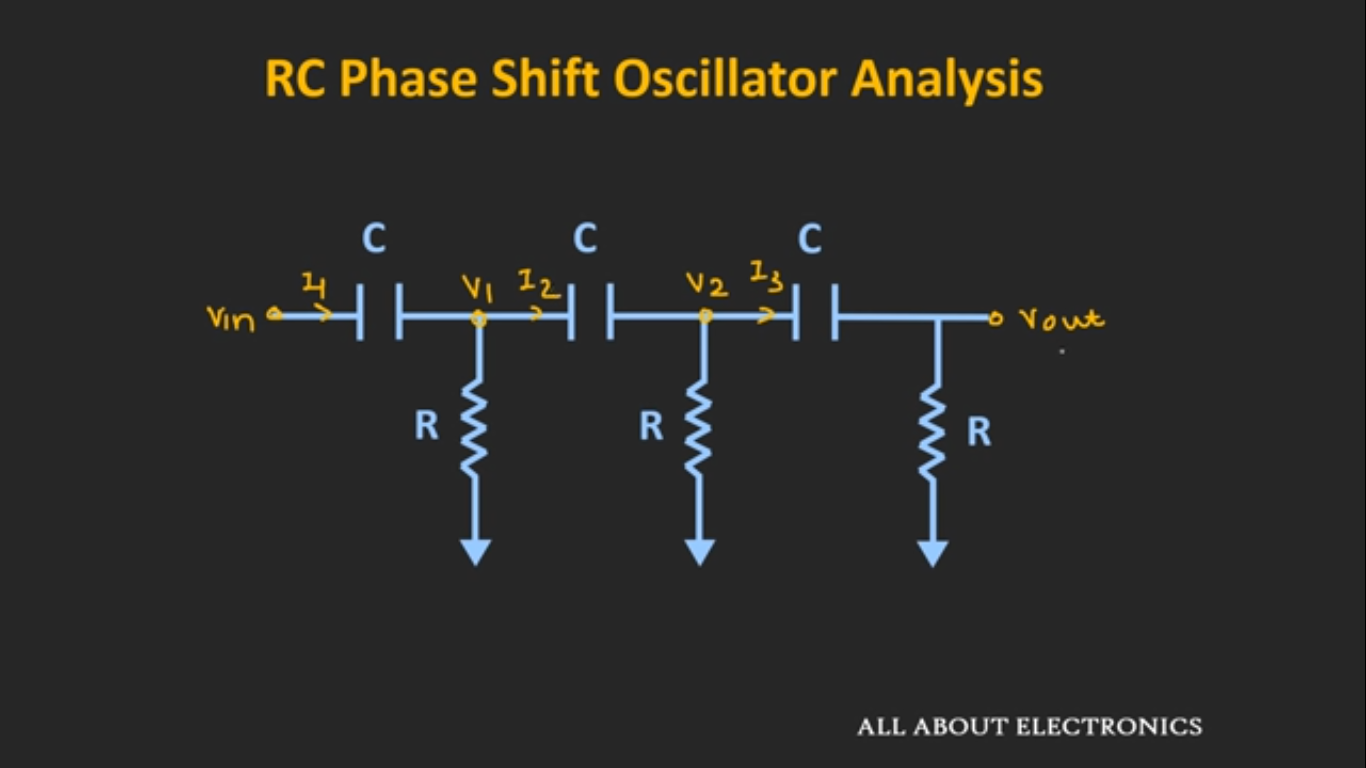 RC Phase Shift Oscillator Analysis
C C C
I1 V1 I2 V2 I3
Vin Vout
R R R
ALL ABOUT ELECTRONICS